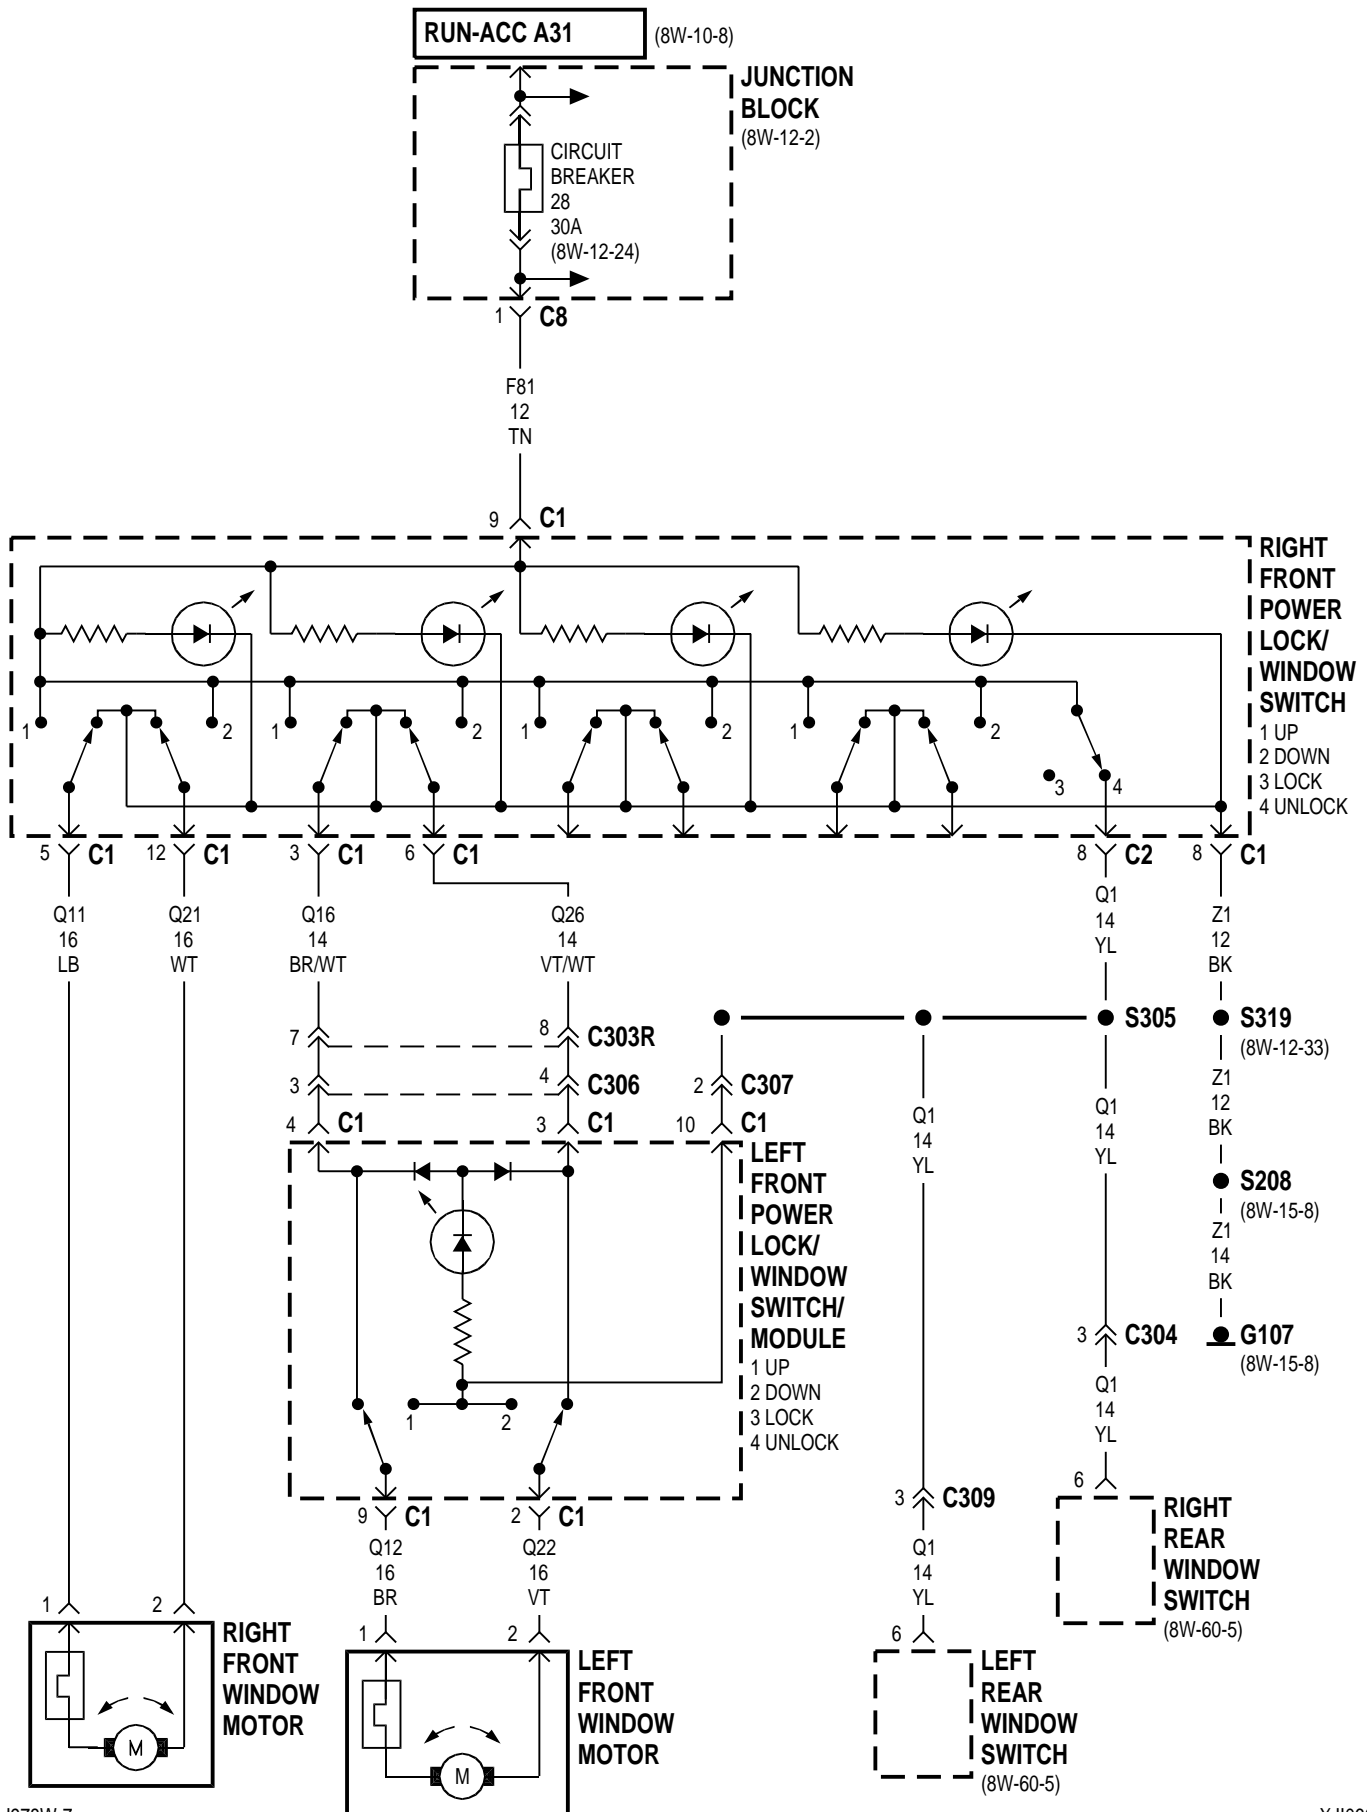 RUN-ACC A31
(8W-10-8)
JUNCTION
BLOCK
(8W-12-2)
CIRCUIT
BREAKER
28
30A
(8W-12-24)
1 C8
F81
12
TN
9 C1
RIGHT
FRONT
POWER
LOCK/
WINDOW
SWITCH
1 UP
2 DOWN
3 LOCK
4 UNLOCK
1 2 1 2 1 2 1 2
3 4
5 C1 12 C1 3 C1 6 C1 8 C2 8 C1
Q11
16
LB
Q21
16
WT
Q16
14
BR/WT
Q26
14
VT/WT
Q1
14
YL
Z1
12
BK
S305
S319
(8W-12-33)
7 8 C303R
3 4 C306
2 C307
4 C1 3 C1 10 C1
Q1
14
YL
Q1
14
YL
Z1
12
BK
S208
(8W-15-8)
Z1
14
BK
G107
(8W-15-8)
LEFT
FRONT
POWER
LOCK/
WINDOW
SWITCH/
MODULE
1 UP
2 DOWN
3 LOCK
4 UNLOCK
1 2
3 C304
Q1
14
YL
6
RIGHT
REAR
WINDOW
SWITCH
(8W-60-5)
9 C1 2 C1
Q12
16
BR
Q22
16
VT
3 C309
Q1
14
YL
6
LEFT
REAR
WINDOW
SWITCH
(8W-60-5)
1 2
RIGHT
FRONT
WINDOW
MOTOR
M
1 2
LEFT
FRONT
WINDOW
MOTOR
M